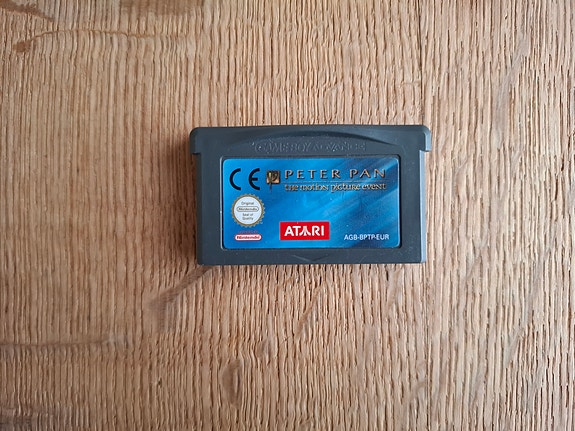 GAME BOY ADVANCE
CE
PETER PAN
the motion picture event
Original
Nintendo
Seal of
Quality
Nintendo
ATARI
AGB-BPTP-EUR